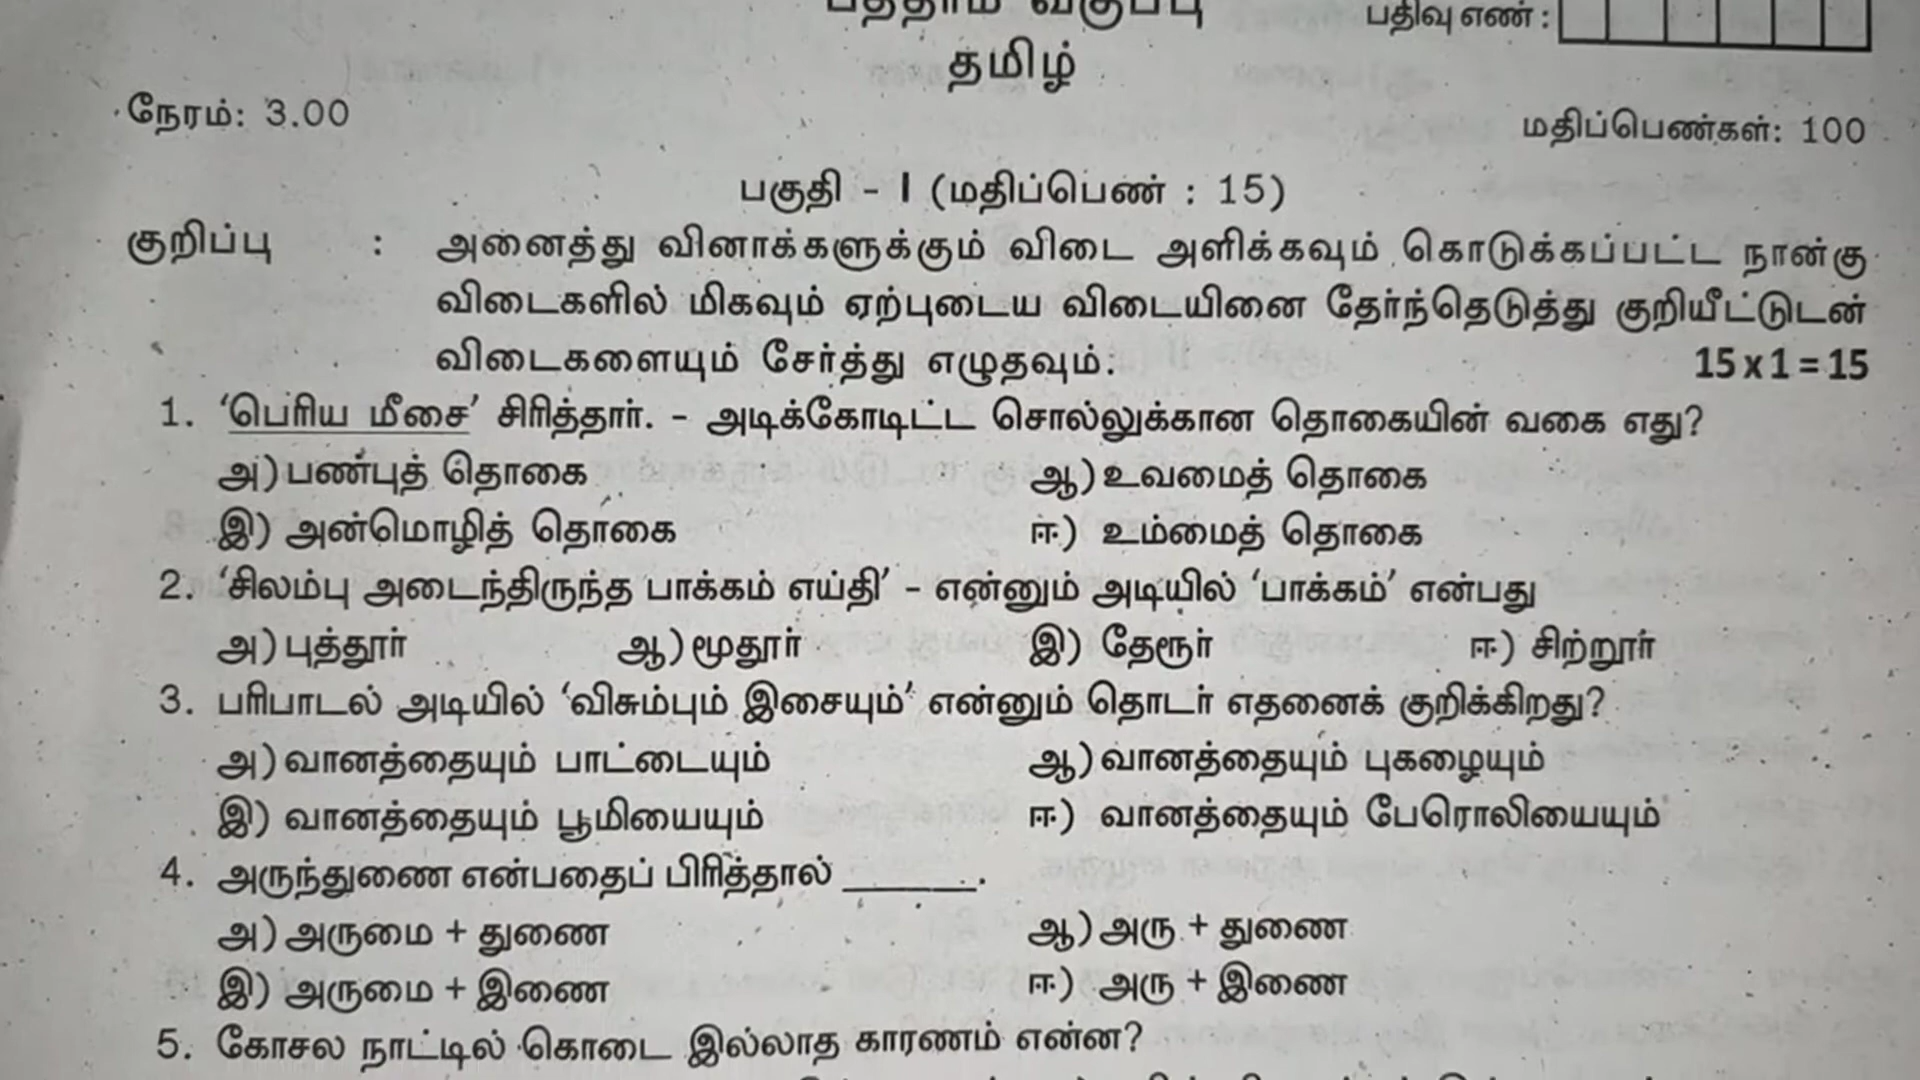 பத்தாம் வகுப்பு
பதிவு எண் :
தமிழ்
நேரம்: 3.00
மதிப்பெண்கள்: 100
பகுதி - I (மதிப்பெண் : 15)
குறிப்பு : அனைத்து வினாக்களுக்கும் விடை அளிக்கவும் கொடுக்கப்பட்ட நான்கு
விடைகளில் மிகவும் ஏற்புடைய விடையினை தேர்ந்தெடுத்து குறியீட்டுடன்
விடைகளையும் சேர்த்து எழுதவும். 15 x 1 = 15
1. ‘பெரிய மீசை’ சிரித்தார். - அடிக்கோடிட்ட சொல்லுக்கான தொகையின் வகை எது?
அ) பண்புத் தொகை ஆ) உவமைத் தொகை
இ) அன்மொழித் தொகை ஈ) உம்மைத் தொகை
2. ‘சிலம்பு அடைந்திருந்த பாக்கம் எய்தி’ - என்னும் அடியில் ‘பாக்கம்’ என்பது
அ) புத்தூர் ஆ) மூதூர் இ) தேரூர் ஈ) சிற்றூர்
3. பரிபாடல் அடியில் ‘விசும்பும் இசையும்’ என்னும் தொடர் எதனைக் குறிக்கிறது?
அ) வானத்தையும் பாட்டையும் ஆ) வானத்தையும் புகழையும்
இ) வானத்தையும் பூமியையும் ஈ) வானத்தையும் பேரொலியையும்
4. அருந்துணை என்பதைப் பிரித்தால் ______.
அ) அருமை + துணை ஆ) அரு + துணை
இ) அருமை + இணை ஈ) அரு + இணை
5. கோசல நாட்டில் கொடை இல்லாத காரணம் என்ன?